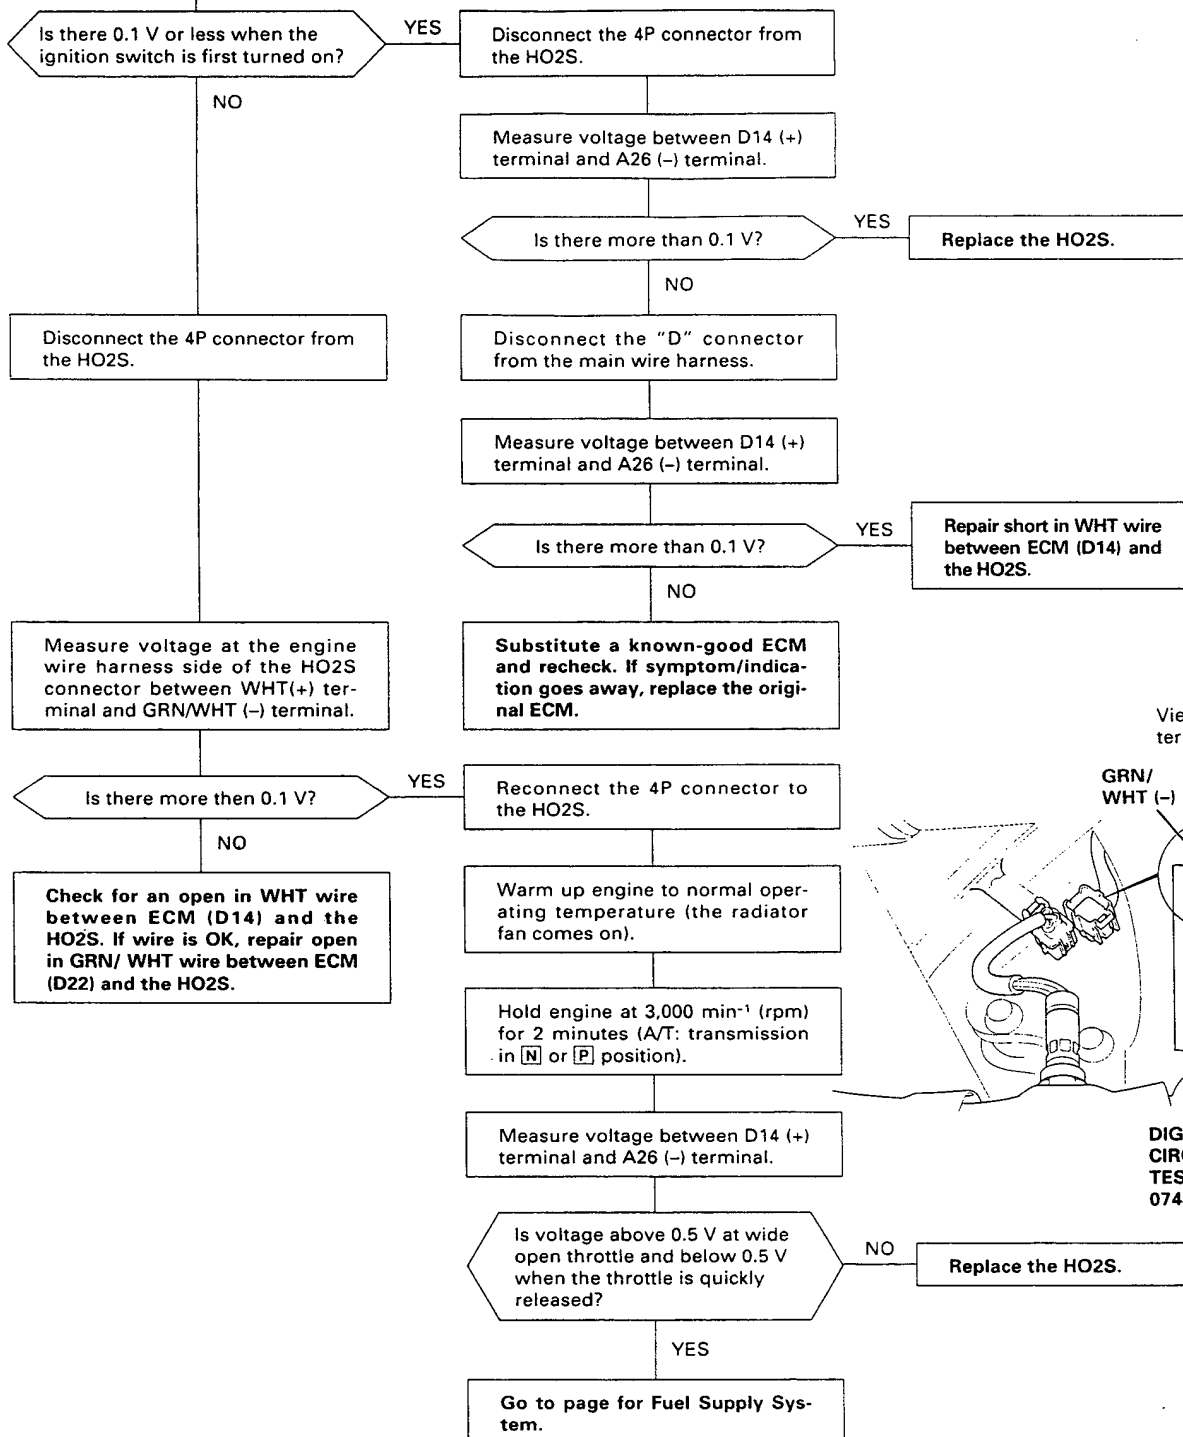 Is there 0.1 V or less when the
ignition switch is first turned on?
YES
Disconnect the 4P connector from
the HO2S.
NO
Measure voltage between D14 (+)
terminal and A26 (–) terminal.
Is there more than 0.1 V?
YES
Replace the HO2S.
NO
Disconnect the 4P connector from
the HO2S.
Disconnect the "D" connector
from the main wire harness.
Measure voltage between D14 (+)
terminal and A26 (–) terminal.
Is there more than 0.1 V?
YES
Repair short in WHT wire
between ECM (D14) and
the HO2S.
NO
Measure voltage at the engine
wire harness side of the HO2S
connector between WHT(+) ter-
minal and GRN/WHT (–) terminal.
Substitute a known-good ECM
and recheck. If symptom/indica-
tion goes away, replace the origi-
nal ECM.
Is there more then 0.1 V?
YES
Reconnect the 4P connector to
the HO2S.
NO
Check for an open in WHT wire
between ECM (D14) and the
HO2S. If wire is OK, repair open
in GRN/ WHT wire between ECM
(D22) and the HO2S.
Warm up engine to normal oper-
ating temperature (the radiator
fan comes on).
Hold engine at 3,000 min⁻¹ (rpm)
for 2 minutes (A/T: transmission
in N or P position).
Measure voltage between D14 (+)
terminal and A26 (–) terminal.
Is voltage above 0.5 V at wide
open throttle and below 0.5 V
when the throttle is quickly
released?
NO
Replace the HO2S.
YES
Go to page for Fuel Supply Sys-
tem.
Vie
ter
GRN/
WHT (–)
DIG
CIR
TES
074